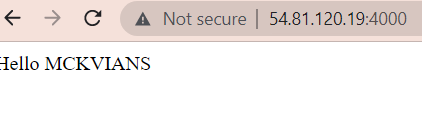 Not secure | 54.81.120.19:4000
Hello MCKVIANS